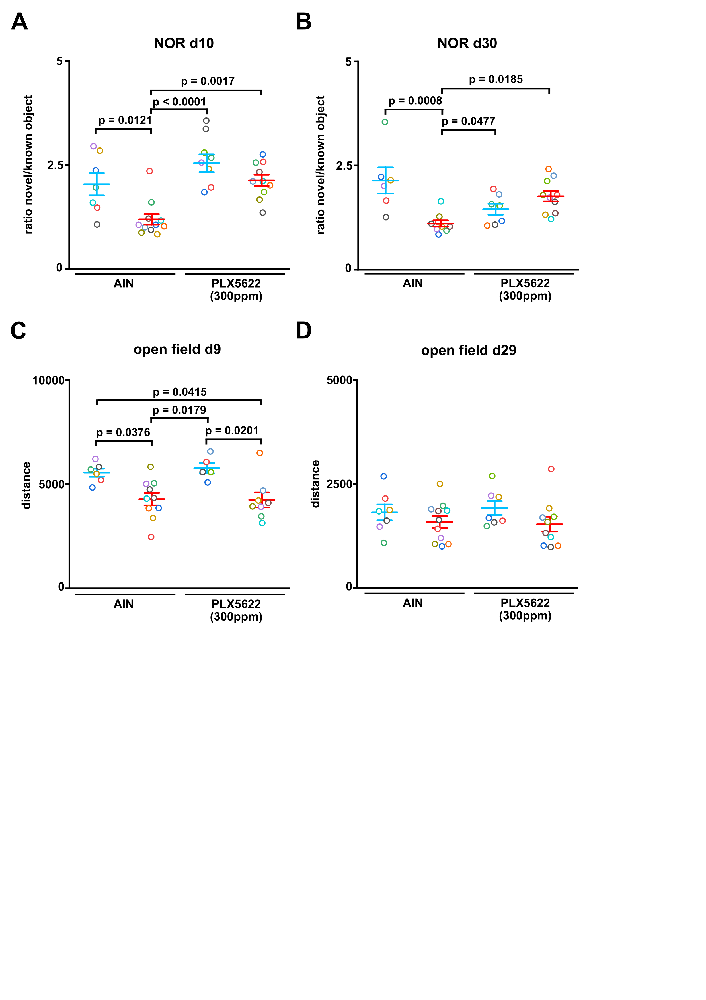 A
NOR d10
ratio novel/known object
5
2.5
0
p = 0.0017
p < 0.0001
p = 0.0121
AIN
PLX5622
(300ppm)
B
NOR d30
ratio novel/known object
5
2.5
0
p = 0.0185
p = 0.0008
p = 0.0477
AIN
PLX5622
(300ppm)
C
open field d9
distance
10000
5000
0
p = 0.0415
p = 0.0179
p = 0.0376
p = 0.0201
AIN
PLX5622
(300ppm)
D
open field d29
distance
5000
2500
0
AIN
PLX5622
(300ppm)